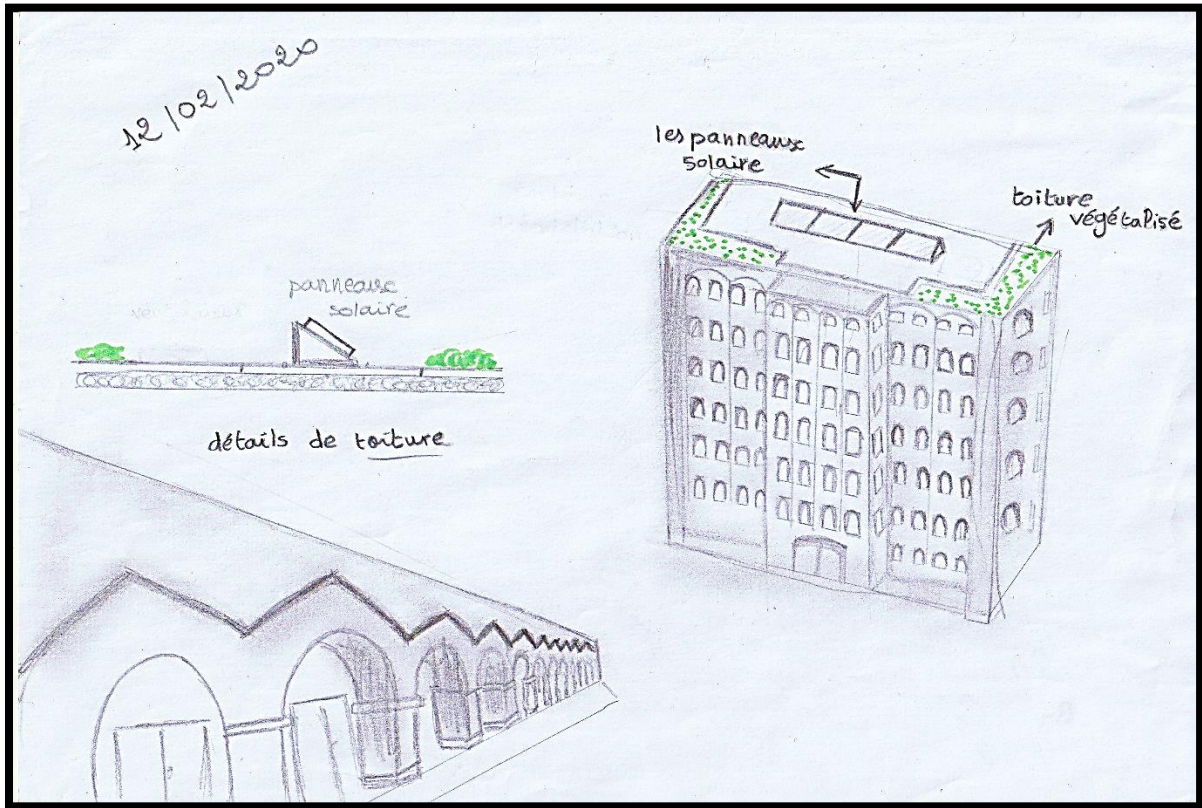 12/02/2020
les panneaux
solaire
toiture
végétalisé
panneaux
solaire
détails de toiture